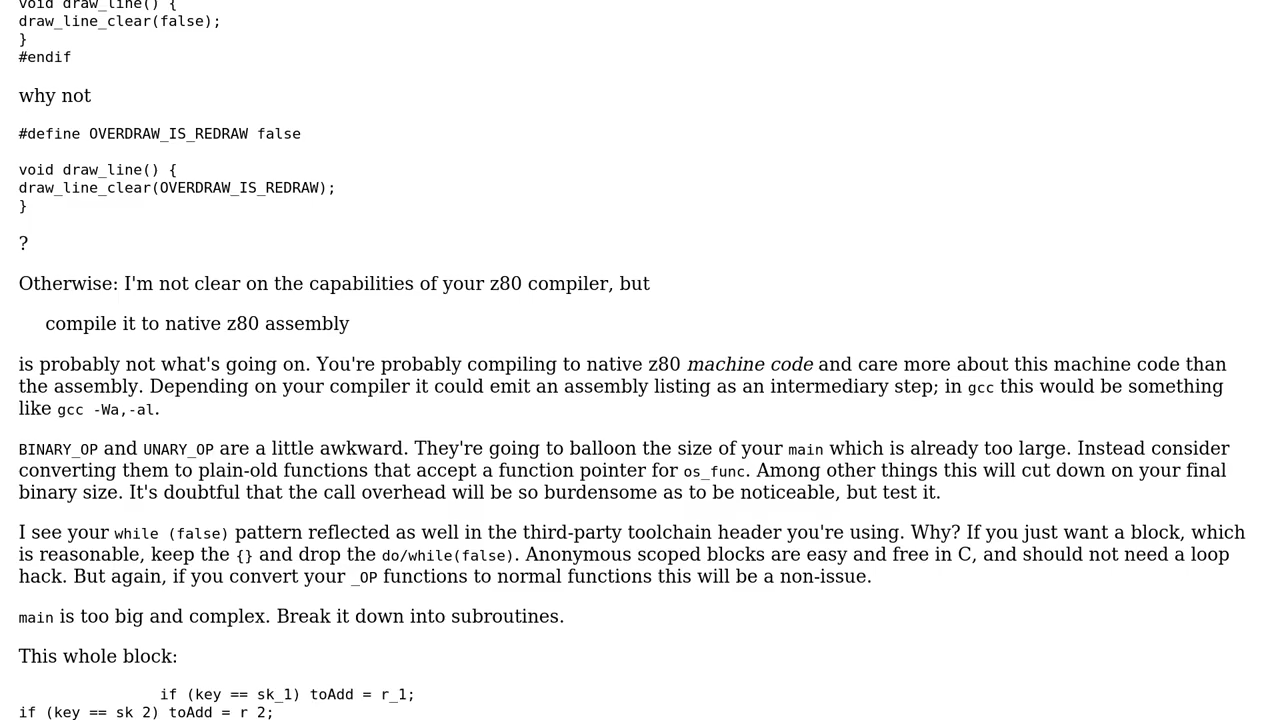 void draw_line() {
draw_line_clear(false);
}
#endif
why not
#define OVERDRAW_IS_REDRAW false
void draw_line() {
draw_line_clear(OVERDRAW_IS_REDRAW);
}
?
Otherwise: I'm not clear on the capabilities of your z80 compiler, but
compile it to native z80 assembly
is probably not what's going on. You're probably compiling to native z80 machine code and care more about this machine code than
the assembly. Depending on your compiler it could emit an assembly listing as an intermediary step; in gcc this would be something
like gcc -Wa,-al.
BINARY_OP and UNARY_OP are a little awkward. They're going to balloon the size of your main which is already too large. Instead consider
converting them to plain-old functions that accept a function pointer for os_func. Among other things this will cut down on your final
binary size. It's doubtful that the call overhead will be so burdensome as to be noticeable, but test it.
I see your while (false) pattern reflected as well in the third-party toolchain header you're using. Why? If you just want a block, which
is reasonable, keep the {} and drop the do/while(false). Anonymous scoped blocks are easy and free in C, and should not need a loop
hack. But again, if you convert your _OP functions to normal functions this will be a non-issue.
main is too big and complex. Break it down into subroutines.
This whole block:
if (key == sk_1) toAdd = r_1;
if (key == sk_2) toAdd = r_2;